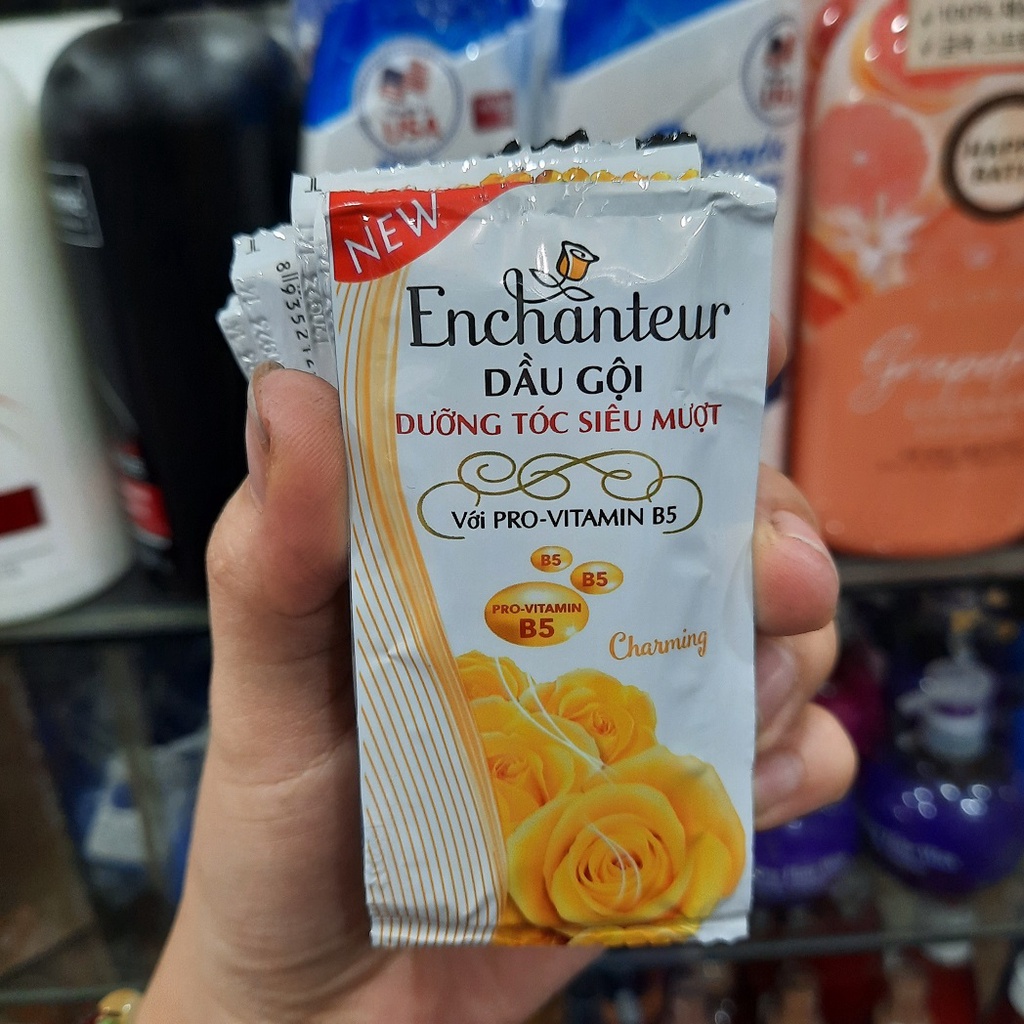 NEW
Enchanteur
DẦU GỘI
DƯỠNG TÓC SIÊU MƯỢT
Với PRO-VITAMIN B5
B5
B5
PRO-VITAMIN
B5
Charming
USA